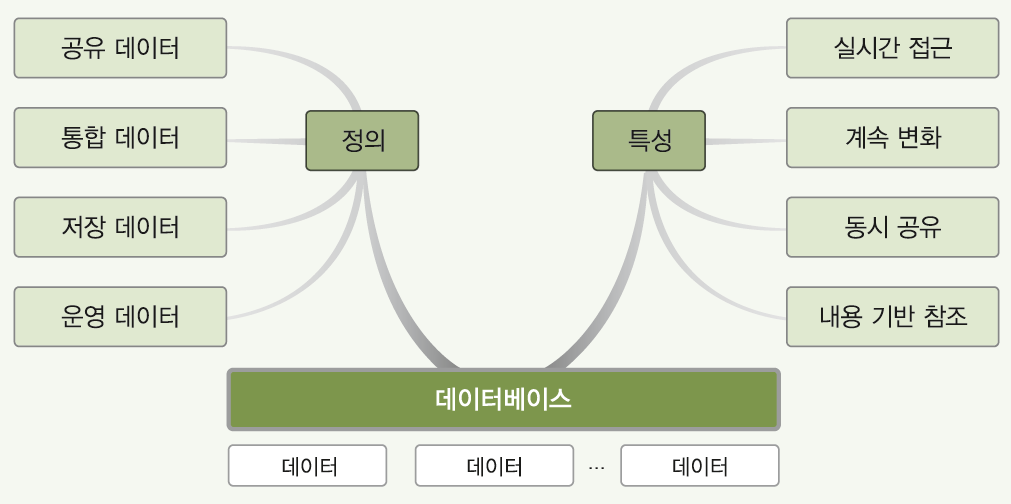 공유 데이터
통합 데이터
저장 데이터
운영 데이터
정의
특성
실시간 접근
계속 변화
동시 공유
내용 기반 참조
데이터베이스
데이터 데이터 ... 데이터